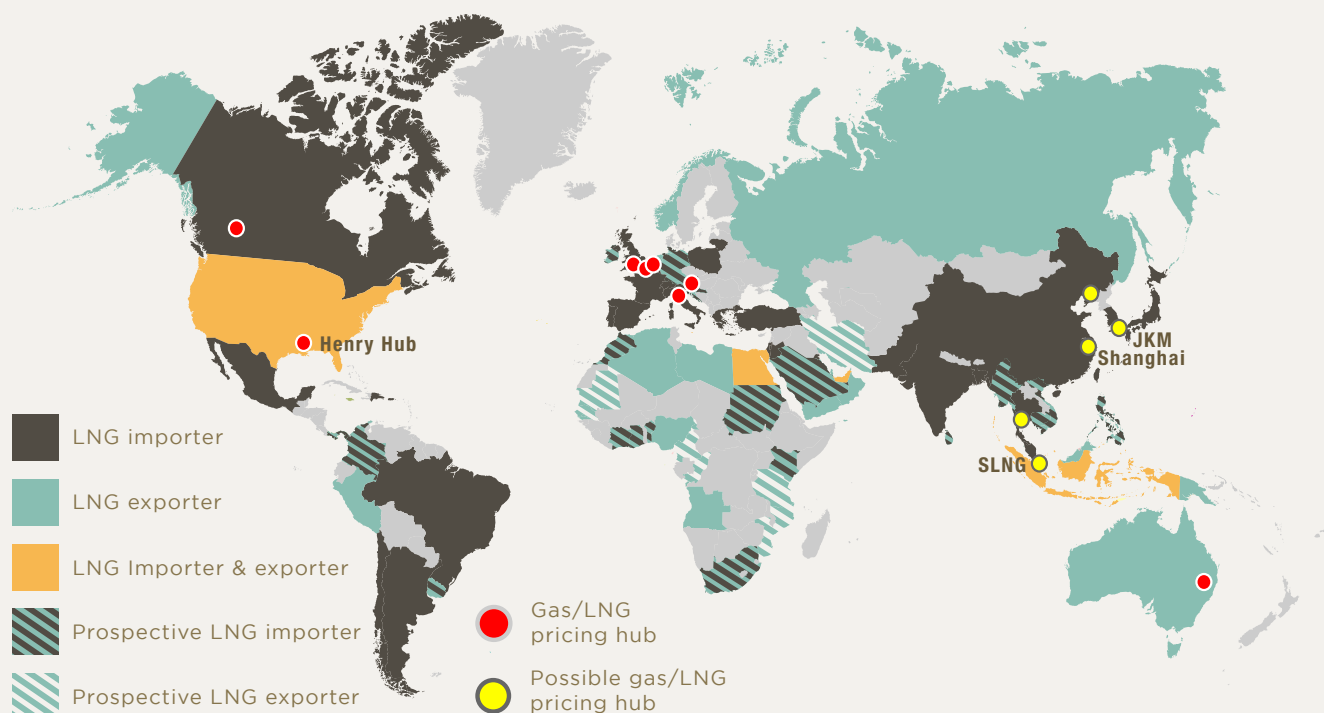 Henry Hub
JKM
Shanghai
SLNG
LNG importer
LNG exporter
LNG Importer & exporter
Prospective LNG importer
Prospective LNG exporter
Gas/LNG
pricing hub
Possible gas/LNG
pricing hub